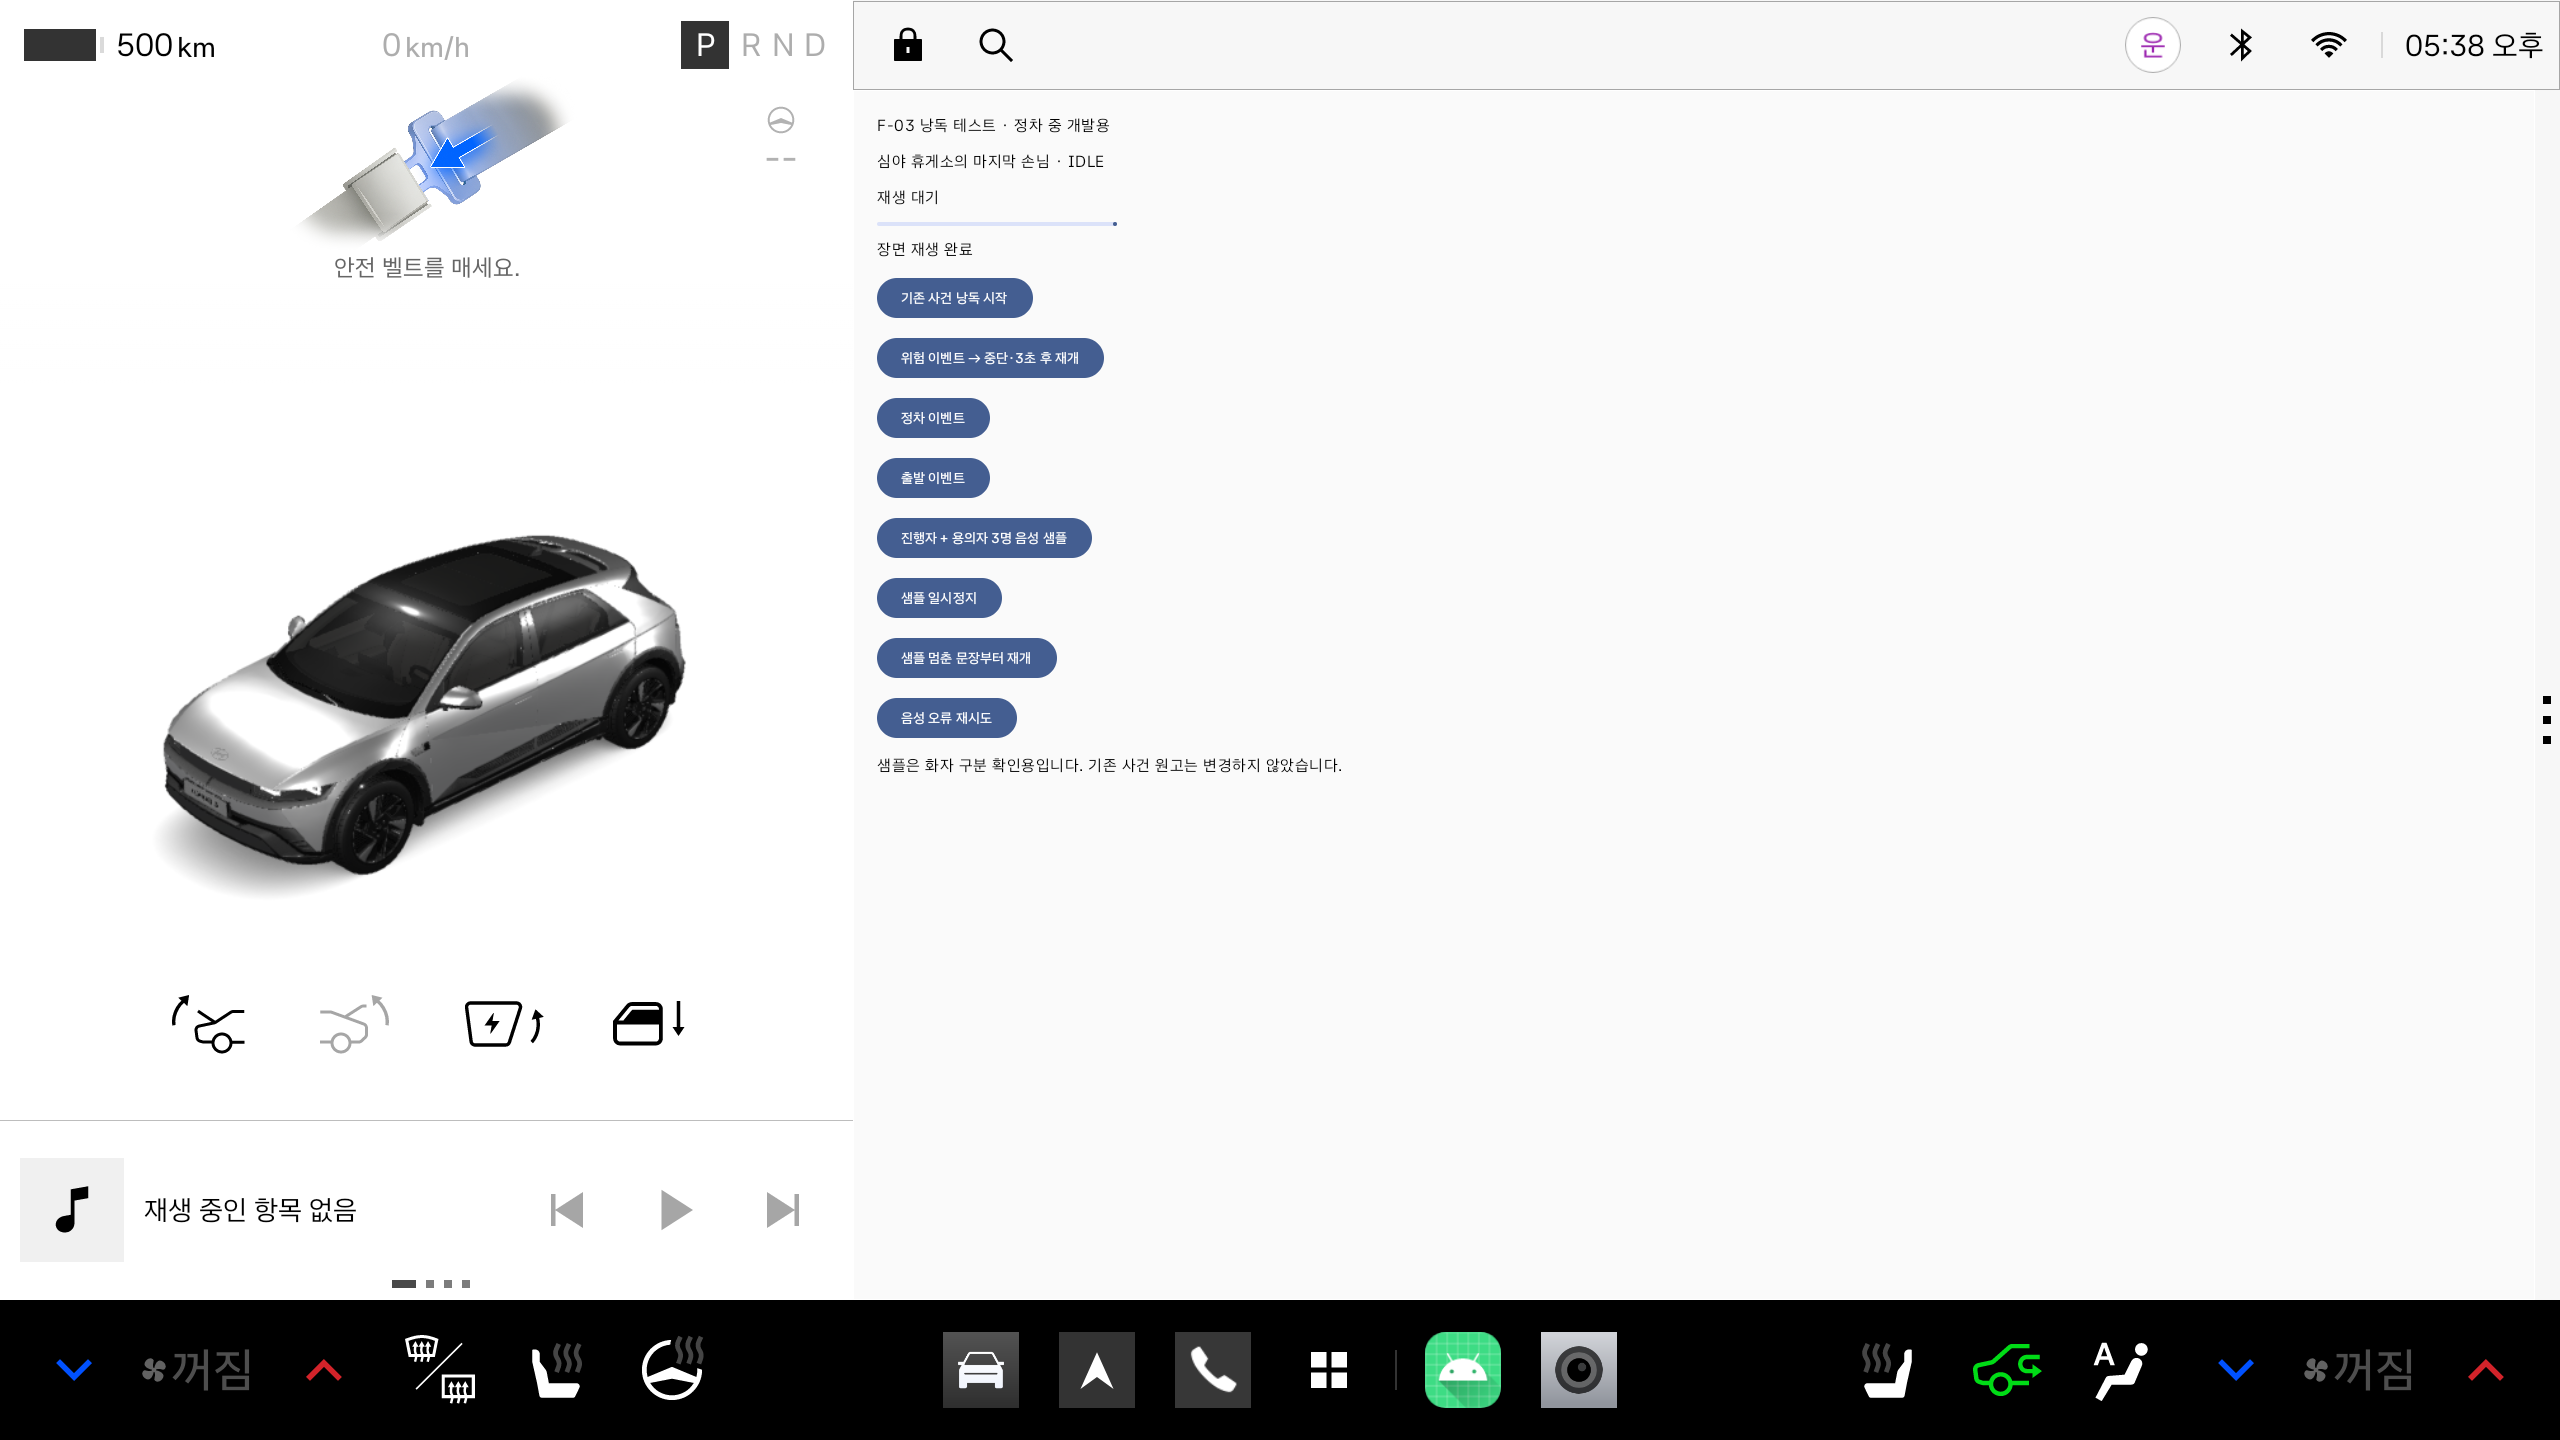 500 km
0 km/h
P R N D
안전 벨트를 매세요.
재생 중인 항목 없음
운
05:38 오후
F-03 낭독 테스트 · 정차 중 개발용
심야 휴게소의 마지막 손님 · IDLE
재생 대기
장면 재생 완료
기존 사건 낭독 시작
위험 이벤트 → 중단·3초 후 재개
정차 이벤트
출발 이벤트
진행자 + 용의자 3명 음성 샘플
샘플 일시정지
샘플 멈춘 문장부터 재개
음성 오류 재시도
샘플은 화자 구분 확인용입니다. 기존 사건 원고는 변경하지 않았습니다.
꺼짐
A
꺼짐